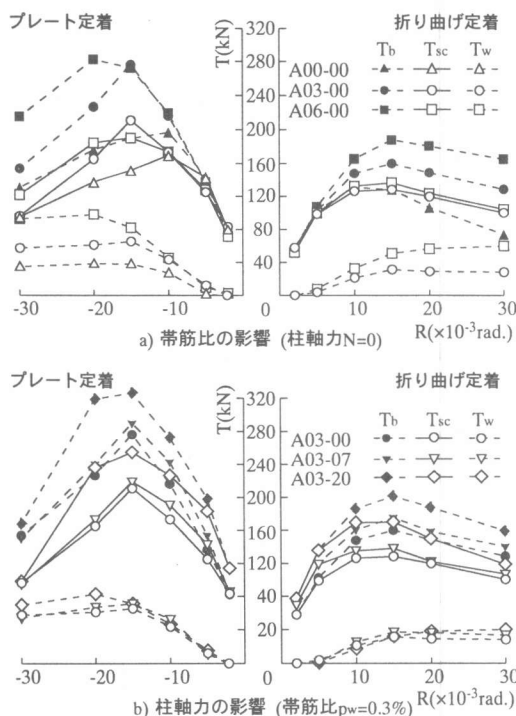 プレート定着 折り曲げ定着
T(kN)
320
280
240
200
160
120
80
40
Tb Tsc Tw
A00-00
A03-00
A06-00
-30 -20 -10 10 20 30
R(×10⁻³rad.)
a) 帯筋比の影響 (柱軸力N=0)
プレート定着 折り曲げ定着
T(kN)
320
280
240
200
160
120
80
40
20
Tb Tsc Tw
A03-00
A03-07
A03-20
-30 -20 -10 10 20 30
R(×10⁻³rad.)
b) 柱軸力の影響 (帯筋比pw=0.3%)